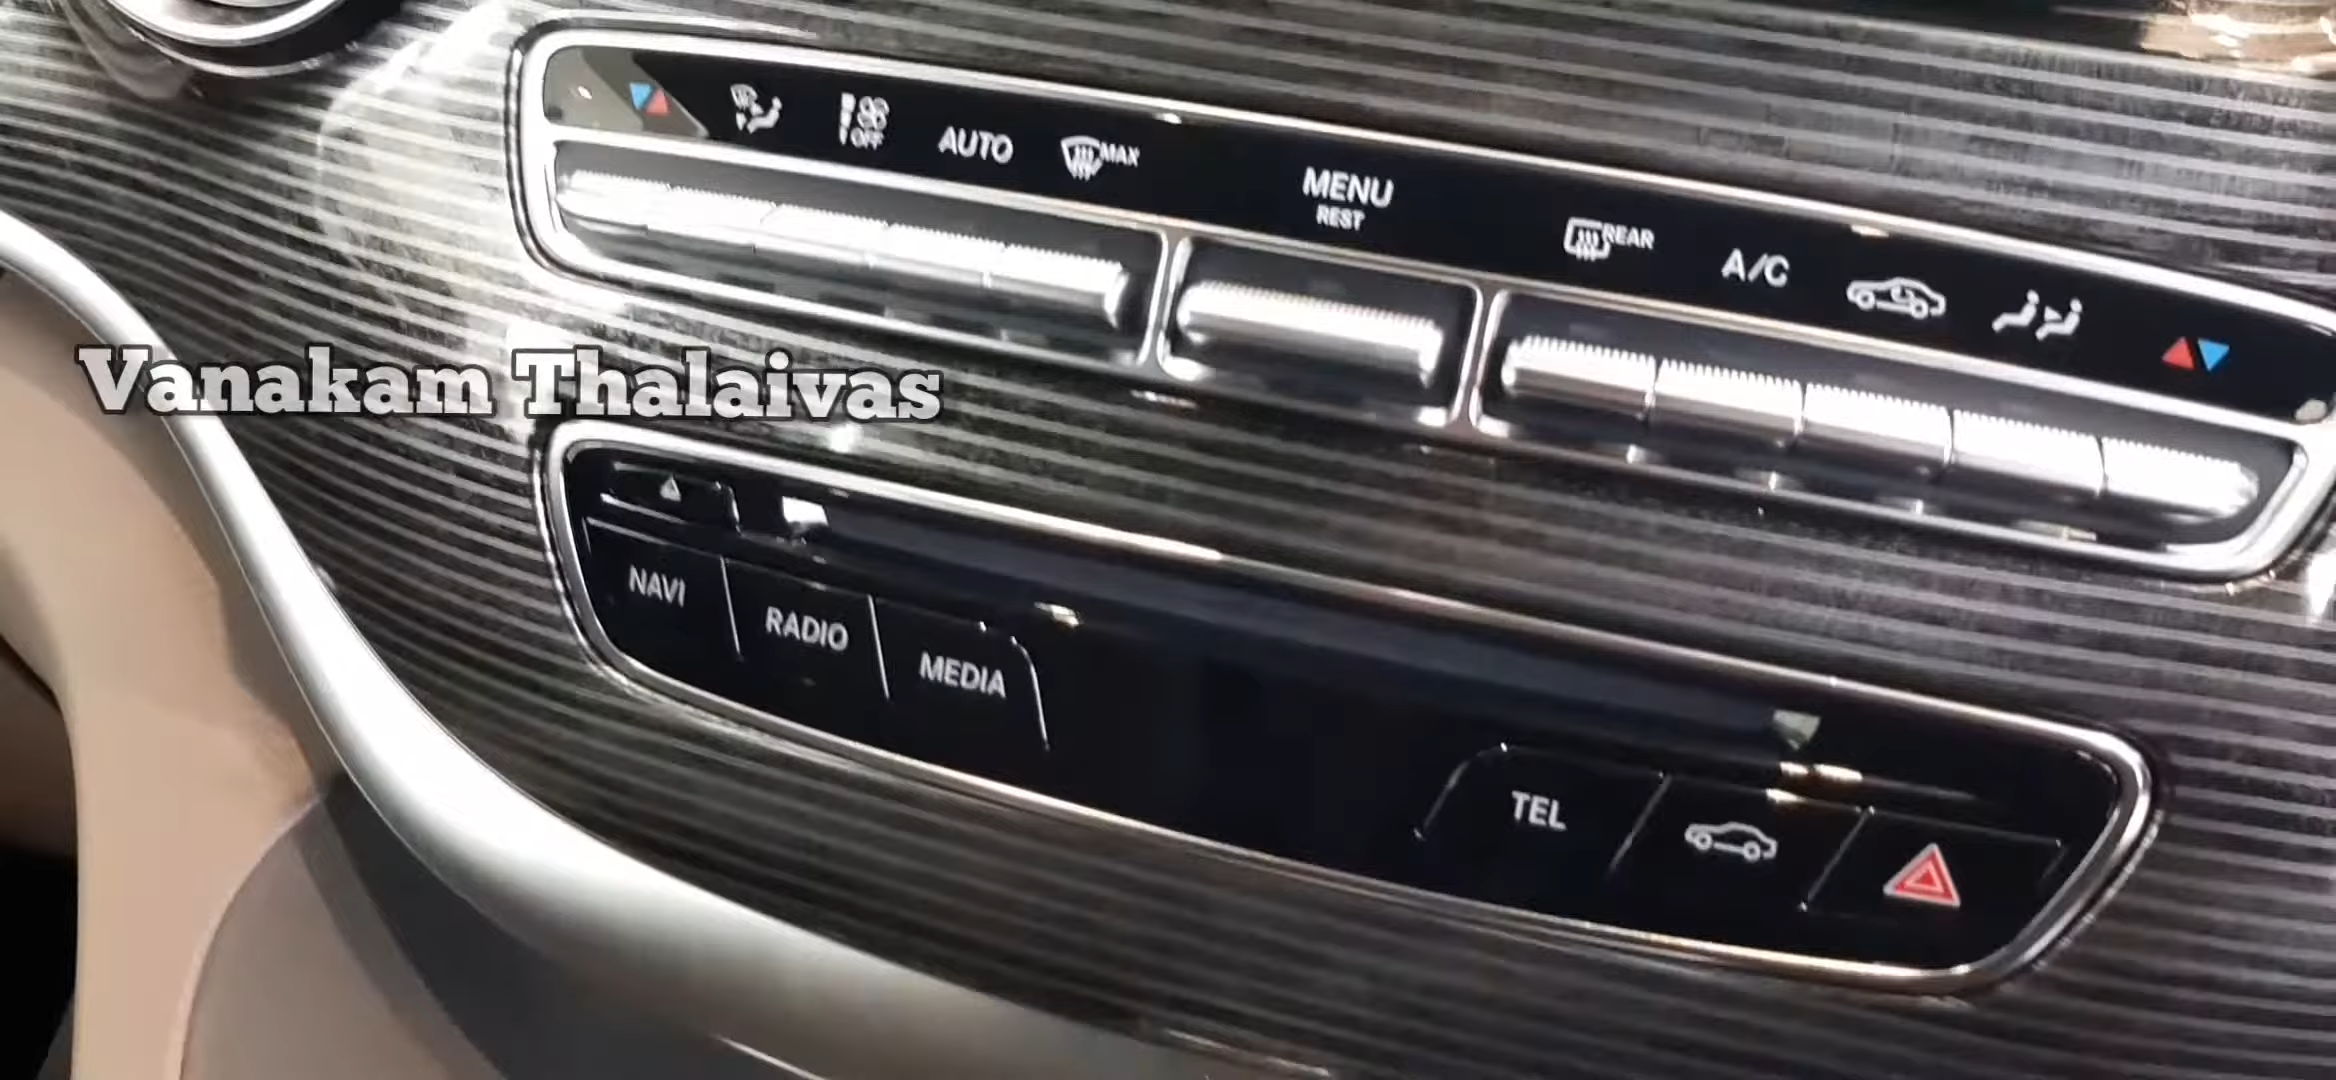 OFF
AUTO
MAX
MENU
REST
REAR
A/C
Vanakam Thalaivas
NAVI
RADIO
MEDIA
TEL